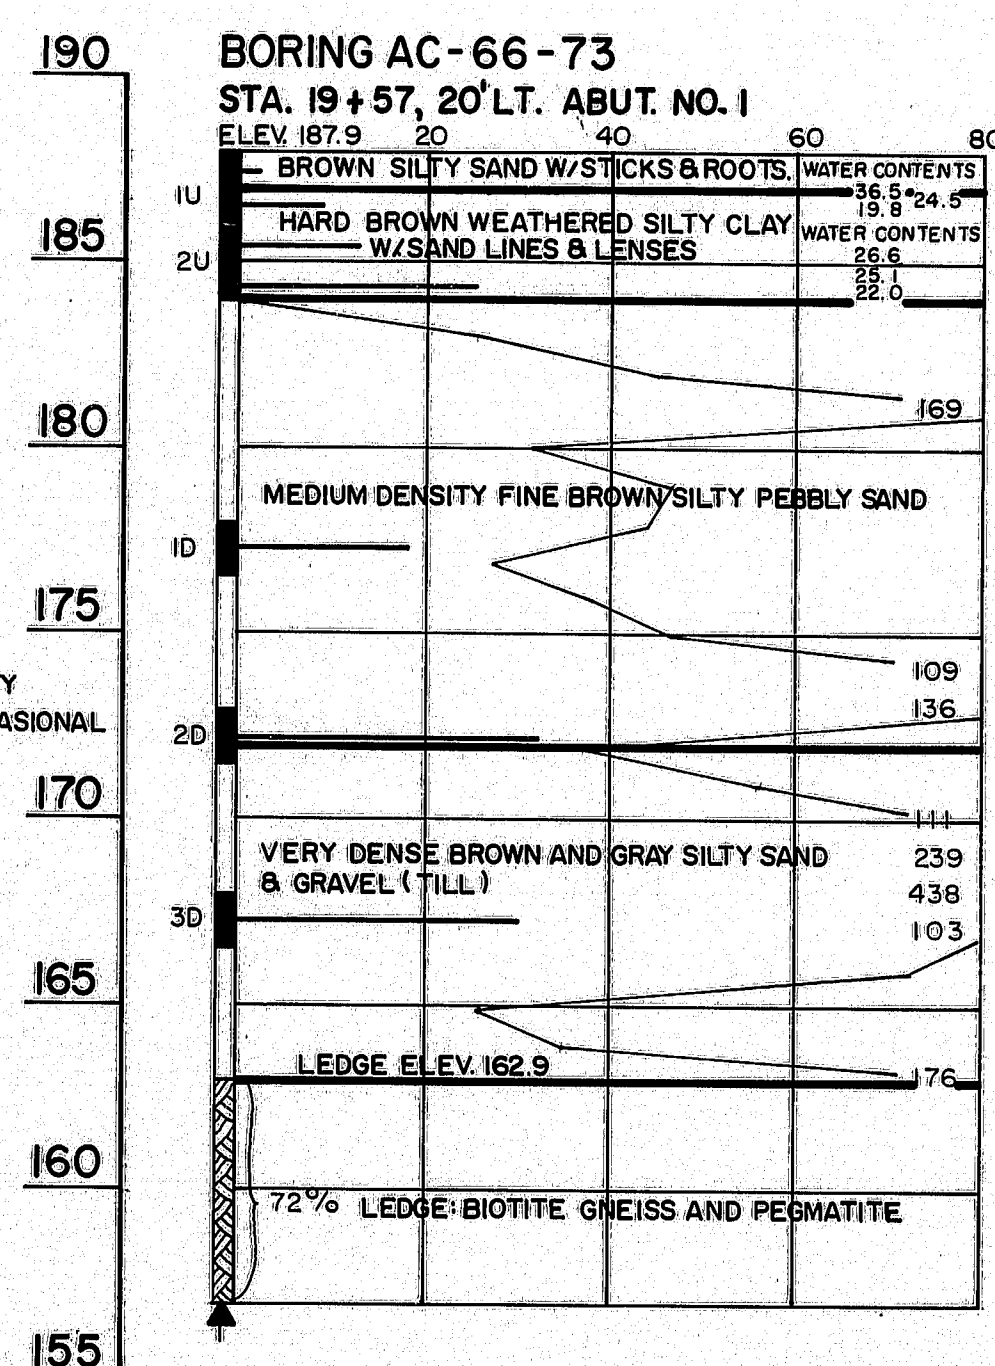 190
BORING AC-66-73
STA. 19+57, 20' LT. ABUT. NO. 1
ELEV. 187.9 20 40 60 80
BROWN SILTY SAND W/STICKS & ROOTS.
WATER CONTENTS
1U
36.5 • 24.5
19.8
HARD BROWN WEATHERED SILTY CLAY
W/SAND LINES & LENSES
WATER CONTENTS
185
2U
26.6
25.1
22.0
169
180
MEDIUM DENSITY FINE BROWN SILTY PEBBLY SAND
1D
175
109
Y
136
ASIONAL
2D
170
111
VERY DENSE BROWN AND GRAY SILTY SAND
& GRAVEL (TILL)
239
438
3D
103
165
LEDGE ELEV. 162.9
176
160
72% LEDGE: BIOTITE GNEISS AND PEGMATITE
155